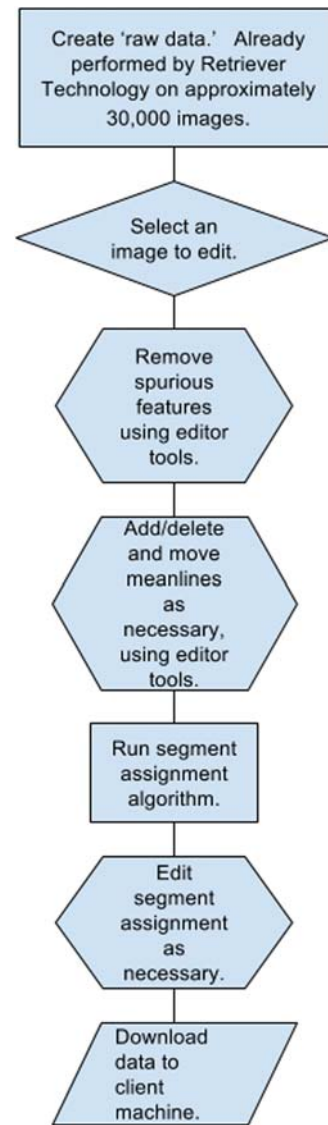 Create ‘raw data.’ Already
performed by Retriever
Technology on approximately
30,000 images.
Select an
image to edit.
Remove
spurious
features
using editor
tools.
Add/delete
and move
meanlines
as
necessary,
using editor
tools.
Run segment
assignment
algorithm.
Edit
segment
assignment
as
necessary.
Download
data to
client
machine.